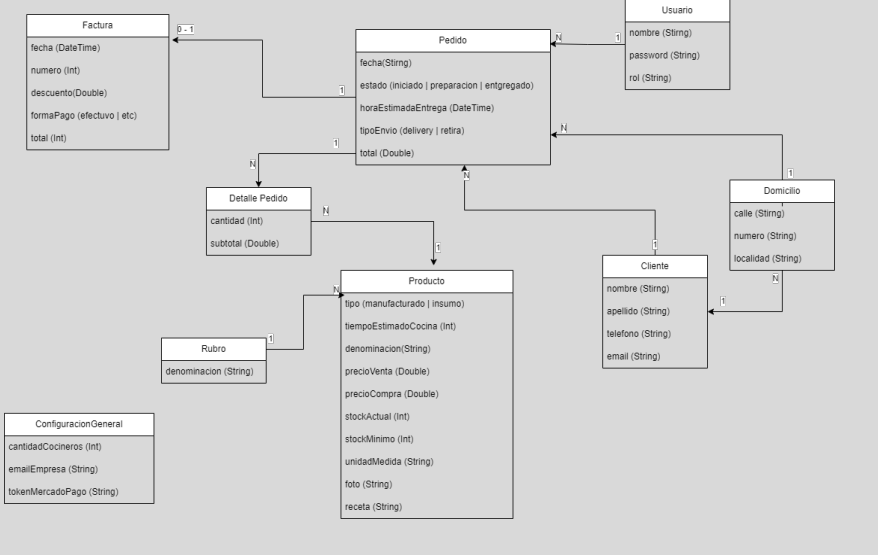 Factura
fecha (DateTime)
numero (Int)
descuento(Double)
formaPago (efectuvo | etc)
total (Int)
0 - 1
1
Pedido
fecha(Stirng)
estado (iniciado | preparacion | entgregado)
horaEstimadaEntrega (DateTime)
tipoEnvio (delivery | retira)
total (Double)
N
1
Usuario
nombre (Stirng)
password (String)
rol (String)
1
N
Detalle Pedido
cantidad (Int)
subtotal (Double)
N
1
N
1
Domicilio
calle (Stirng)
numero (String)
localidad (String)
N
1
N
1
Cliente
nombre (Stirng)
apellido (String)
telefono (String)
email (String)
Producto
tipo (manufacturado | insumo)
tiempoEstimadoCocina (Int)
denominacion(String)
precioVenta (Double)
precioCompra (Double)
stockActual (Int)
stockMinimo (Int)
unidadMedida (String)
foto (String)
receta (String)
N
1
Rubro
denominacion (String)
ConfiguracionGeneral
cantidadCocineros (Int)
emailEmpresa (String)
tokenMercadoPago (String)